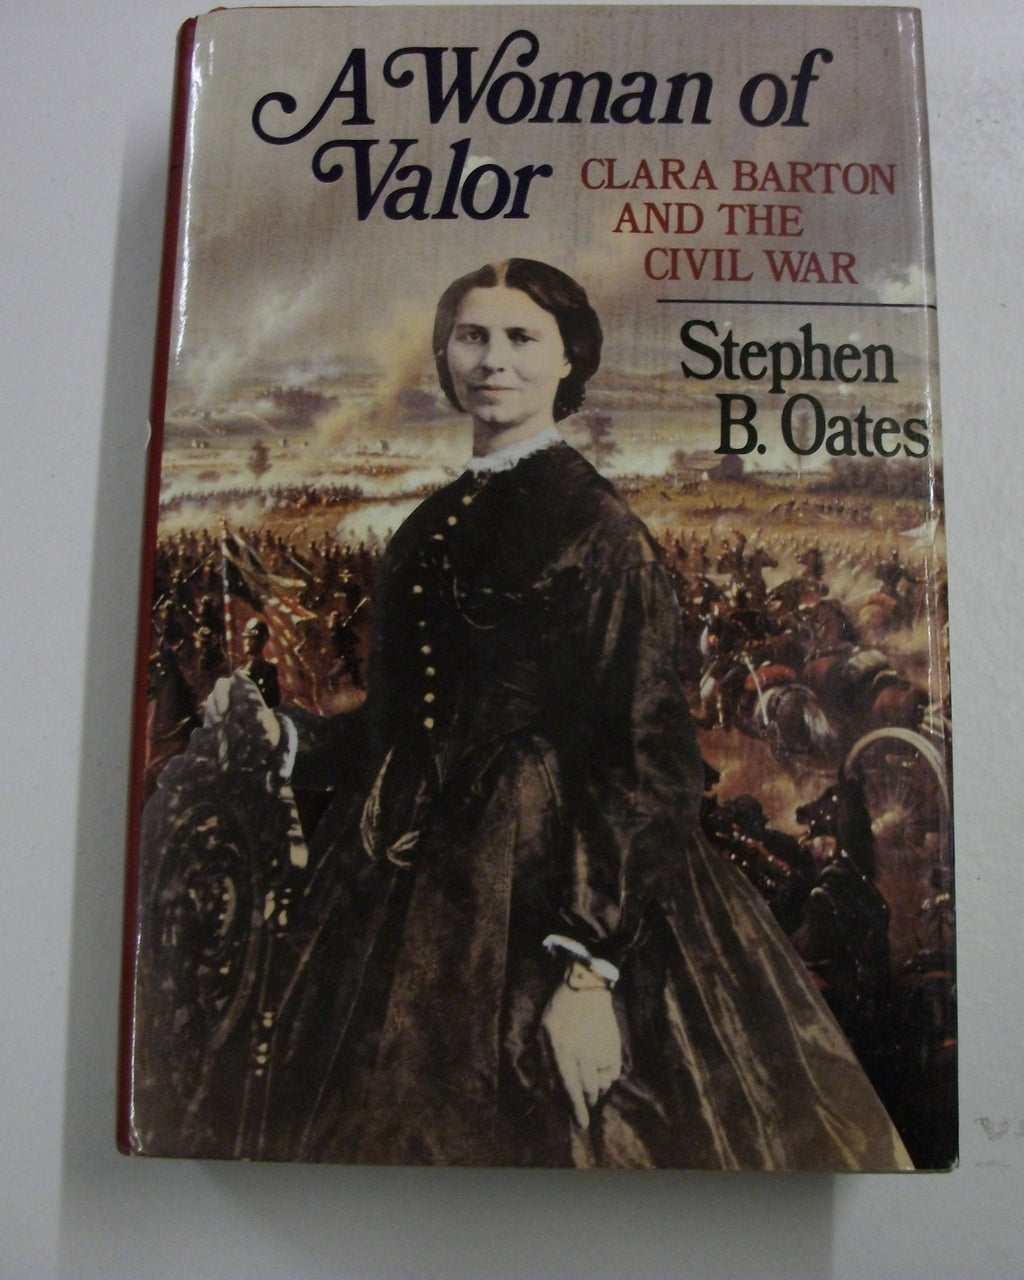 A Woman of
Valor
CLARA BARTON
AND THE
CIVIL WAR
Stephen
B. Oates